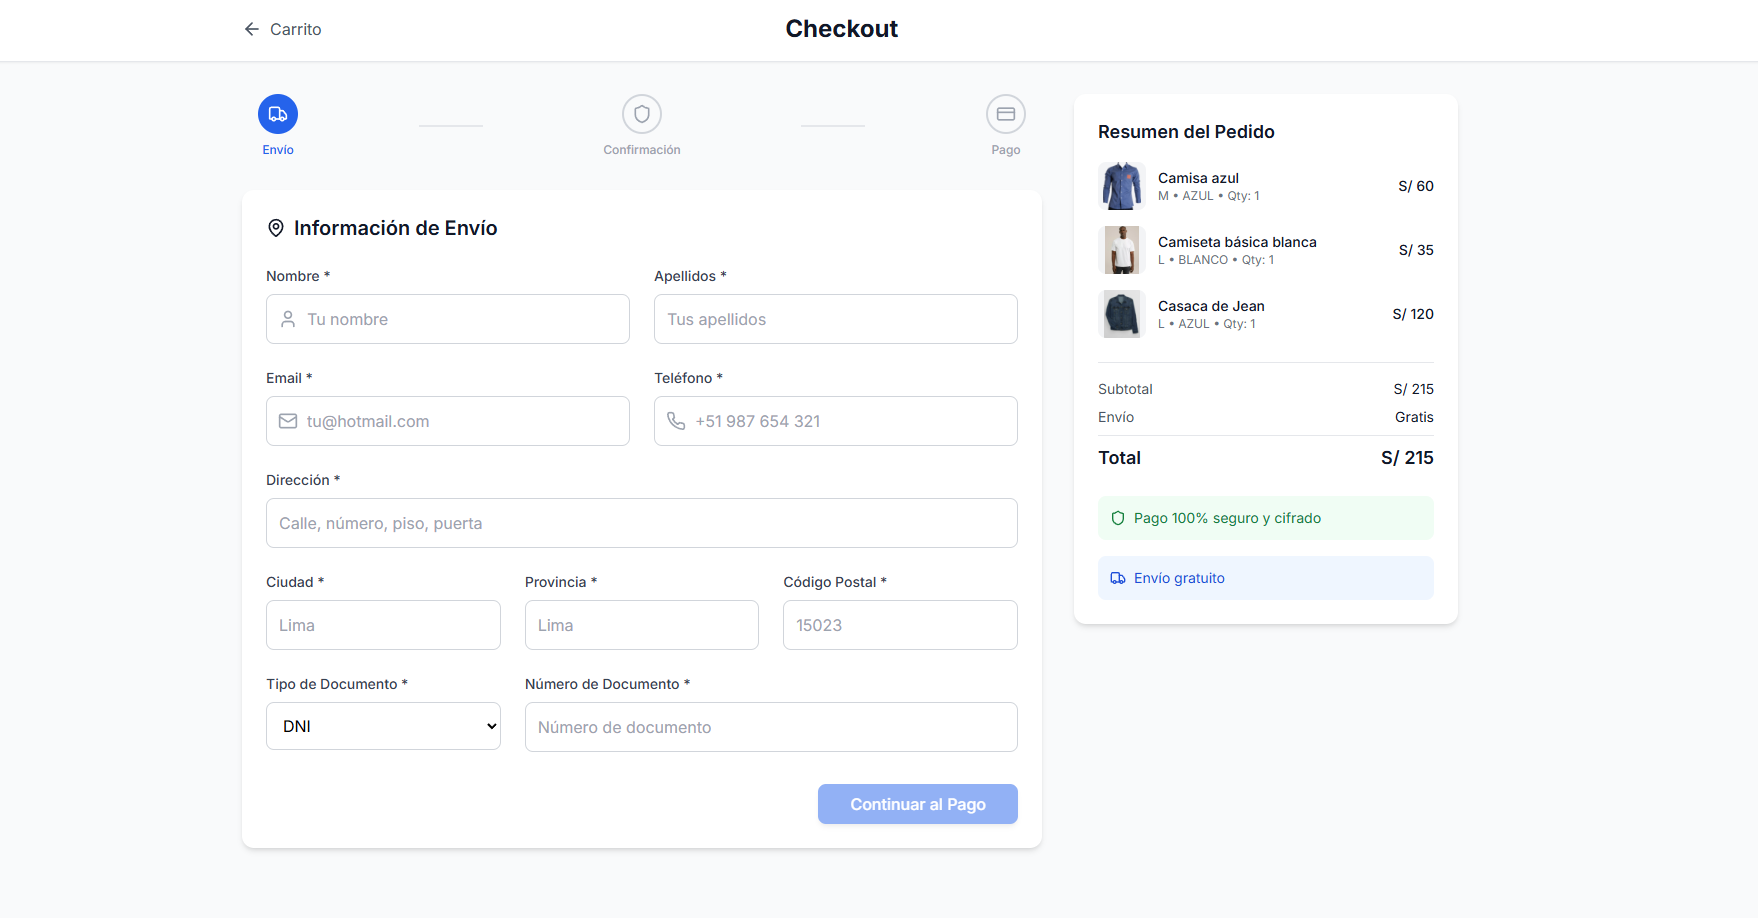 Carrito
Checkout
Envío
Confirmación
Pago
Información de Envío
Nombre *
Apellidos *
Tu nombre
Tus apellidos
Email *
Teléfono *
tu@hotmail.com
+51 987 654 321
Dirección *
Calle, número, piso, puerta
Ciudad *
Provincia *
Código Postal *
Lima
Lima
15023
Tipo de Documento *
Número de Documento *
DNI
Número de documento
Continuar al Pago
Resumen del Pedido
Camisa azul
M • AZUL • Qty: 1
S/ 60
Camiseta básica blanca
L • BLANCO • Qty: 1
S/ 35
Casaca de Jean
L • AZUL • Qty: 1
S/ 120
Subtotal S/ 215
Envío Gratis
Total S/ 215
Pago 100% seguro y cifrado
Envío gratuito